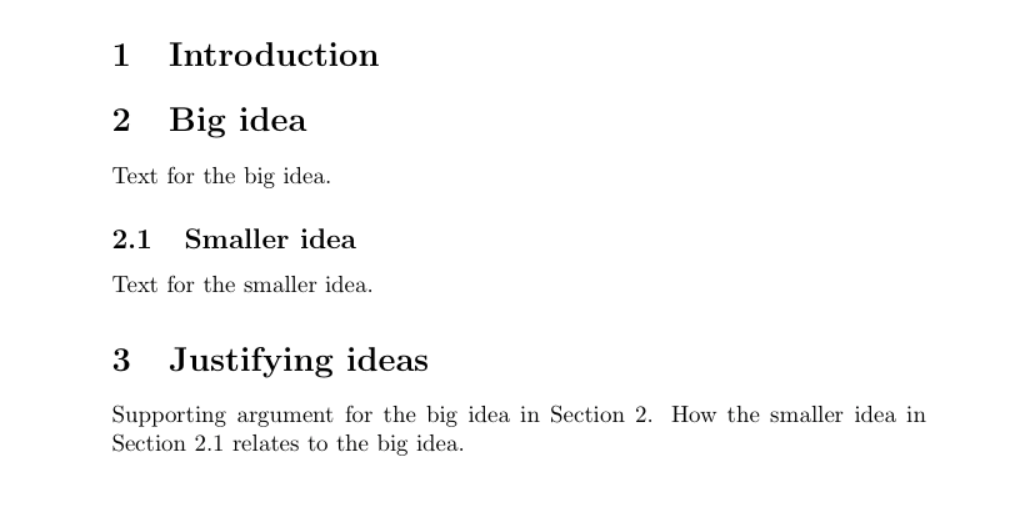 1 Introduction
2 Big idea
Text for the big idea.
2.1 Smaller idea
Text for the smaller idea.
3 Justifying ideas
Supporting argument for the big idea in Section 2. How the smaller idea in
Section 2.1 relates to the big idea.